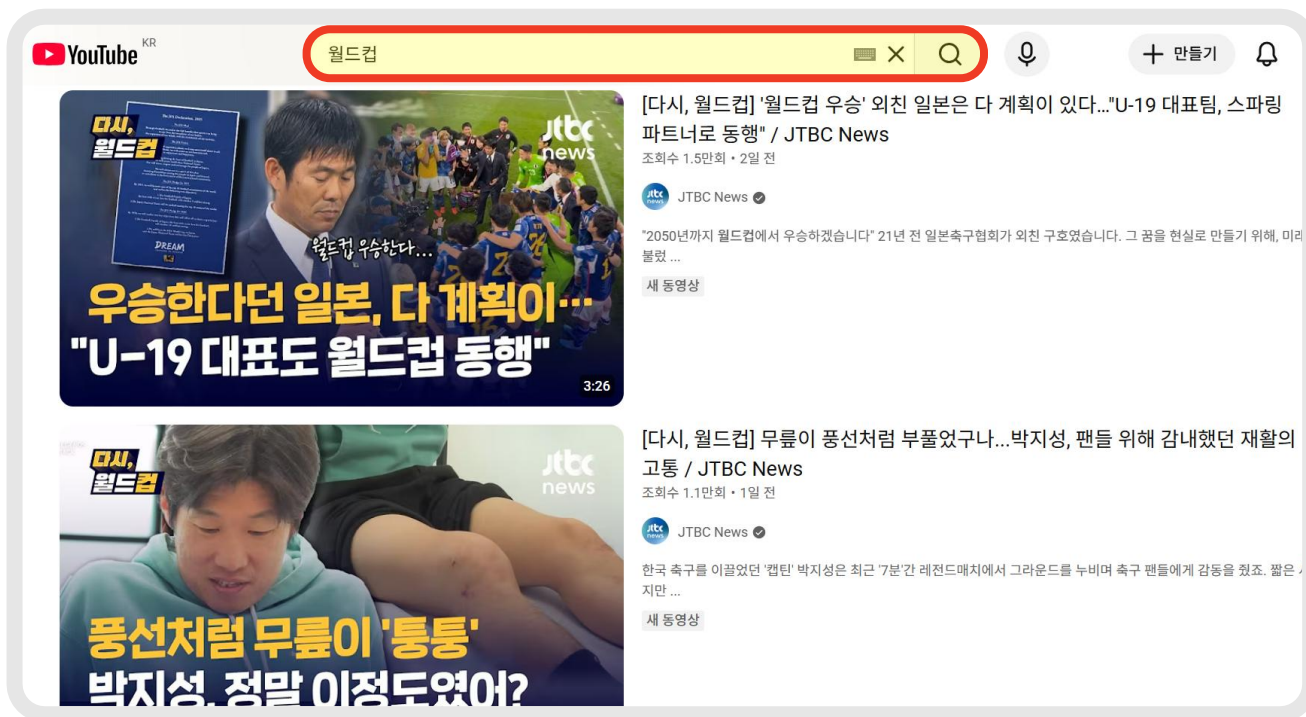 YouTube KR
월드컵
만들기
다시,
월드컵
jtbc
news
DREAM
월드컵 우승한다...
우승한다던 일본, 다 계획이…
"U-19 대표도 월드컵 동행"
3:26
[다시, 월드컵] '월드컵 우승' 외친 일본은 다 계획이 있다..."U-19 대표팀, 스파링
파트너로 동행" / JTBC News
조회수 1.5만회 • 2일 전
jtbc
news
JTBC News
"2050년까지 월드컵에서 우승하겠습니다" 21년 전 일본축구협회가 외친 구호였습니다. 그 꿈을 현실로 만들기 위해, 미래
불렀 ...
새 동영상
다시,
월드컵
jtbc
news
풍선처럼 무릎이 '퉁퉁'
박지성, 정말 이정도였어?
[다시, 월드컵] 무릎이 풍선처럼 부풀었구나...박지성, 팬들 위해 감내했던 재활의
고통 / JTBC News
조회수 1.1만회 • 1일 전
jtbc
news
JTBC News
한국 축구를 이끌었던 '캡틴' 박지성은 최근 '7분'간 레전드매치에서 그라운드를 누비며 축구 팬들에게 감동을 줬죠. 짧은
지만 ...
새 동영상